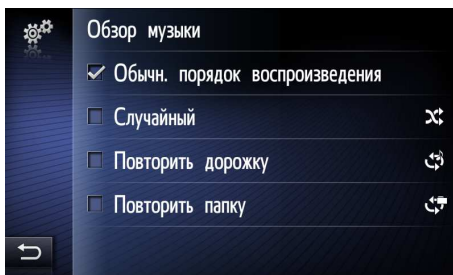 Обзор музыки
Обычн. порядок воспроизведения
Случайный
Повторить дорожку
Повторить папку